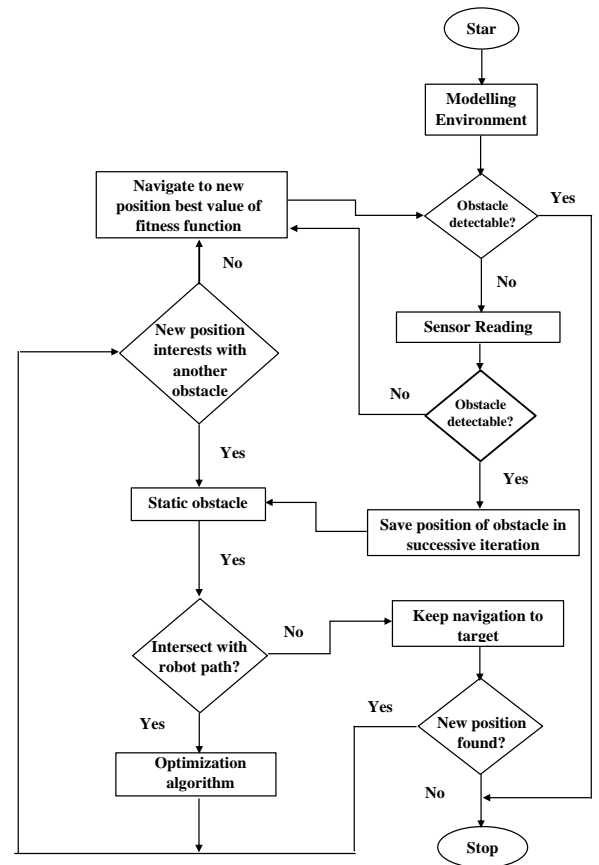 Star
Modelling
Environment
Navigate to new
position best value of
fitness function
Obstacle
detectable?
Yes
No
No
Sensor Reading
New position
interests with
another
obstacle
No
Obstacle
detectable?
Yes
Yes
Static obstacle
Save position of obstacle in
successive iteration
Yes
Keep navigation to
target
No
Intersect with
robot path?
Yes
Yes
New position
found?
Optimization
algorithm
No
Stop